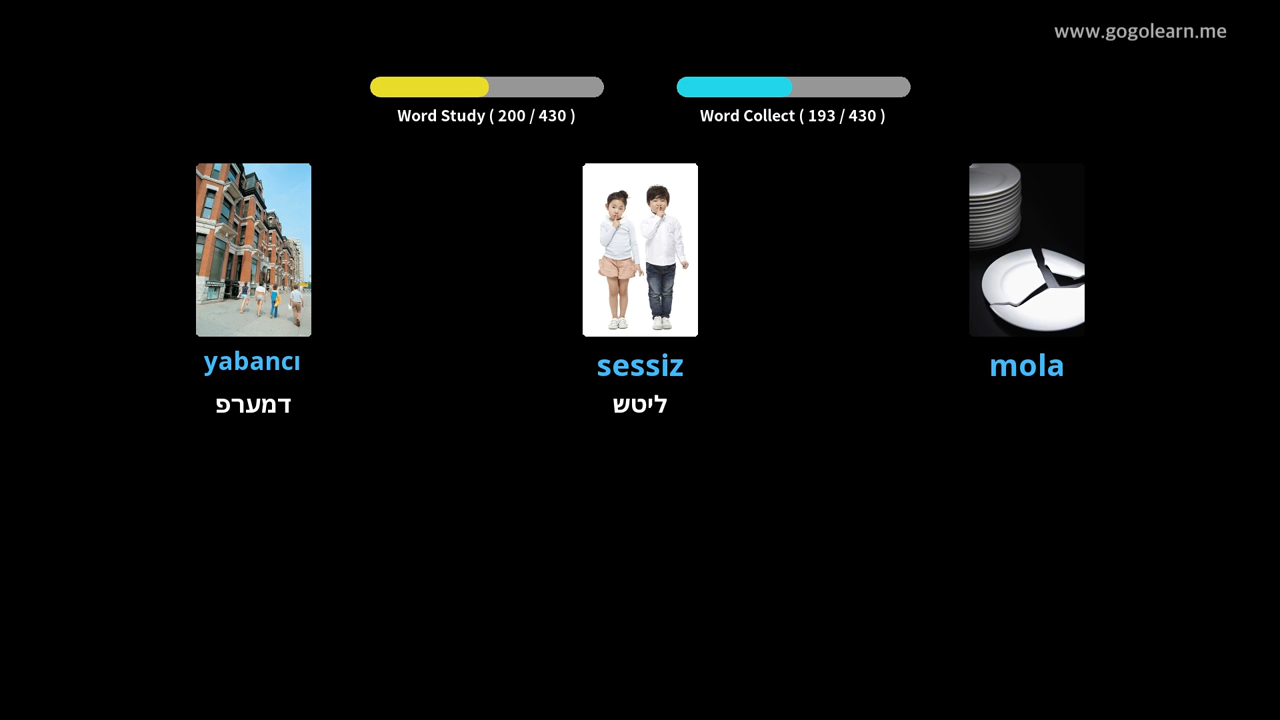 www.gogolearn.me
Word Study ( 200 / 430 )
Word Collect ( 193 / 430 )
yabancı
דמערפ
sessiz
ליטש
mola